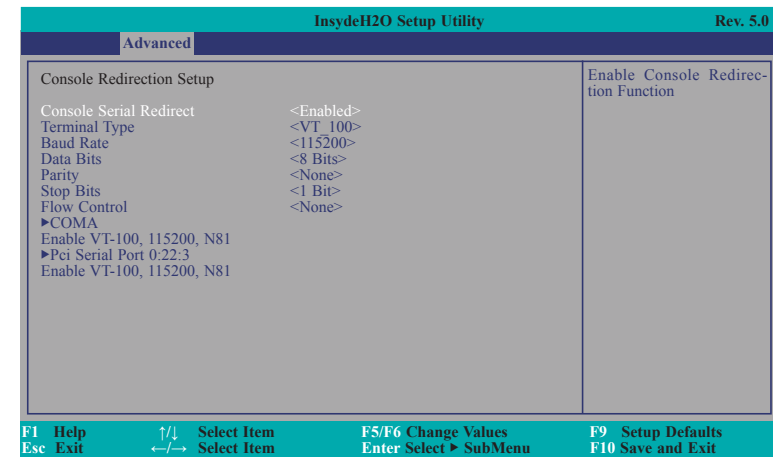 InsydeH2O Setup Utility Rev. 5.0
Advanced
Console Redirection Setup
Console Serial Redirect <Enabled>
Terminal Type <VT_100>
Baud Rate <115200>
Data Bits <8 Bits>
Parity <None>
Stop Bits <1 Bit>
Flow Control <None>
►COMA
Enable VT-100, 115200, N81
►Pci Serial Port 0:22:3
Enable VT-100, 115200, N81
Enable Console Redirec-
tion Function
F1 Help ↑/↓ Select Item F5/F6 Change Values F9 Setup Defaults
Esc Exit ←/→ Select Item Enter Select ► SubMenu F10 Save and Exit